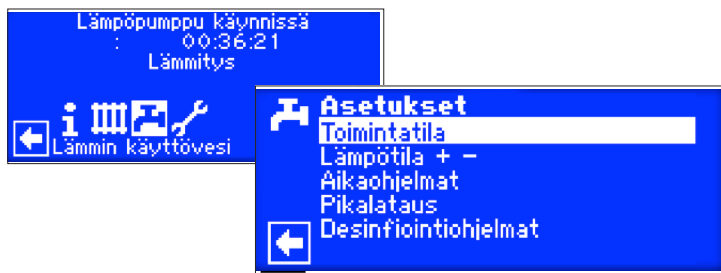 Lämpöpumppu käynnissä
: 00:36:21
Lämmitys
Lämmin käyttövesi
Asetukset
Toimintatila
Lämpötila + -
Aikaohjelmat
Pikalataus
Desinfiointiohjelmat